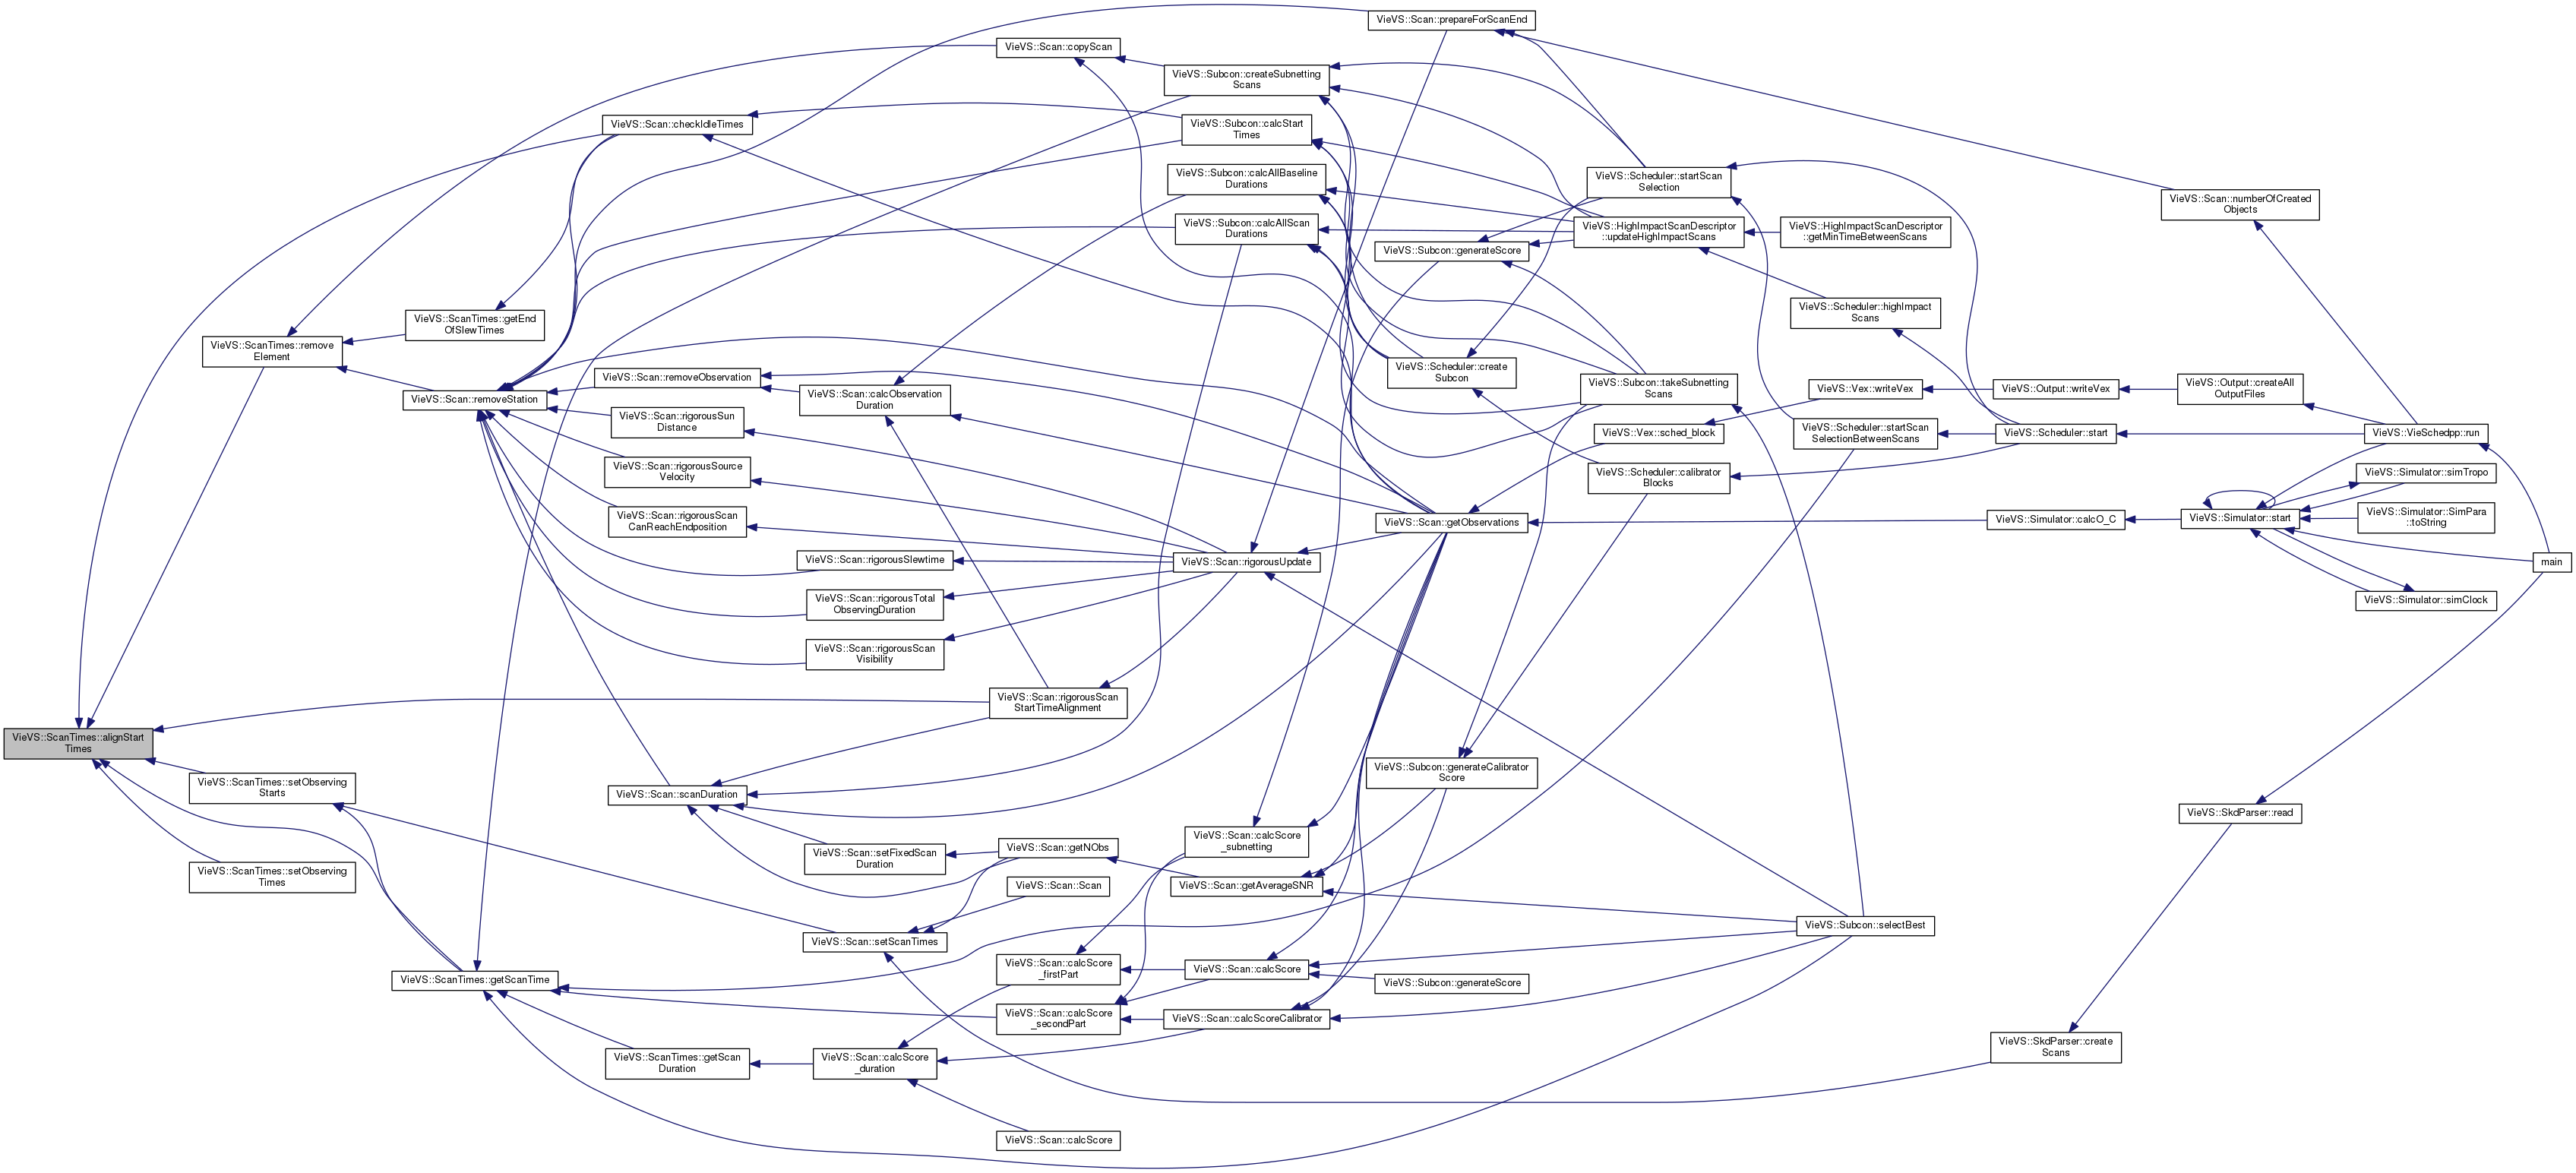 VieVS::ScanTimes::alignStart
Times
VieVS::ScanTimes::remove
Element
VieVS::ScanTimes::setObserving
Starts
VieVS::ScanTimes::setObserving
Times
VieVS::ScanTimes::getEnd
OfSlewTimes
VieVS::Scan::removeStation
VieVS::ScanTimes::getScanTime
VieVS::Scan::checkIdleTimes
VieVS::Scan::removeObservation
VieVS::Scan::rigorousSun
Distance
VieVS::Scan::rigorousSource
Velocity
VieVS::Scan::rigorousScan
CanReachEndposition
VieVS::Scan::scanDuration
VieVS::ScanTimes::getScan
Duration
VieVS::Scan::calcObservation
Duration
VieVS::Scan::rigorousSlewtime
VieVS::Scan::rigorousTotal
ObservingDuration
VieVS::Scan::rigorousScan
Visibility
VieVS::Scan::setFixedScan
Duration
VieVS::Scan::setScanTimes
VieVS::Scan::calcScore
_duration
VieVS::Scan::copyScan
VieVS::Scan::rigorousScan
StartTimeAlignment
VieVS::Scan::getNObs
VieVS::Scan::Scan
VieVS::Scan::calcScore
_firstPart
VieVS::Scan::calcScore
_secondPart
VieVS::Scan::calcScore
VieVS::Subcon::createSubnetting
Scans
VieVS::Subcon::calcStart
Times
VieVS::Subcon::calcAllBaseline
Durations
VieVS::Subcon::calcAllScan
Durations
VieVS::Scan::rigorousUpdate
VieVS::Scan::calcScore
_subnetting
VieVS::Scan::getAverageSNR
VieVS::Scan::calcScore
VieVS::Scan::calcScoreCalibrator
VieVS::Scan::prepareForScanEnd
VieVS::Subcon::generateScore
VieVS::Scheduler::create
Subcon
VieVS::Scan::getObservations
VieVS::Subcon::generateCalibrator
Score
VieVS::Subcon::generateScore
VieVS::Scheduler::startScan
Selection
VieVS::HighImpactScanDescriptor
::updateHighImpactScans
VieVS::Subcon::takeSubnetting
Scans
VieVS::Vex::sched_block
VieVS::Scheduler::calibrator
Blocks
VieVS::HighImpactScanDescriptor
::getMinTimeBetweenScans
VieVS::Scheduler::highImpact
Scans
VieVS::Vex::writeVex
VieVS::Scheduler::startScan
SelectionBetweenScans
VieVS::Subcon::selectBest
VieVS::Output::writeVex
VieVS::Scheduler::start
VieVS::Simulator::calcO_C
VieVS::SkdParser::create
Scans
VieVS::Scan::numberOfCreated
Objects
VieVS::Output::createAll
OutputFiles
VieVS::Simulator::start
VieVS::SkdParser::read
VieVS::VieSchedpp::run
VieVS::Simulator::simTropo
VieVS::Simulator::SimPara
::toString
VieVS::Simulator::simClock
main